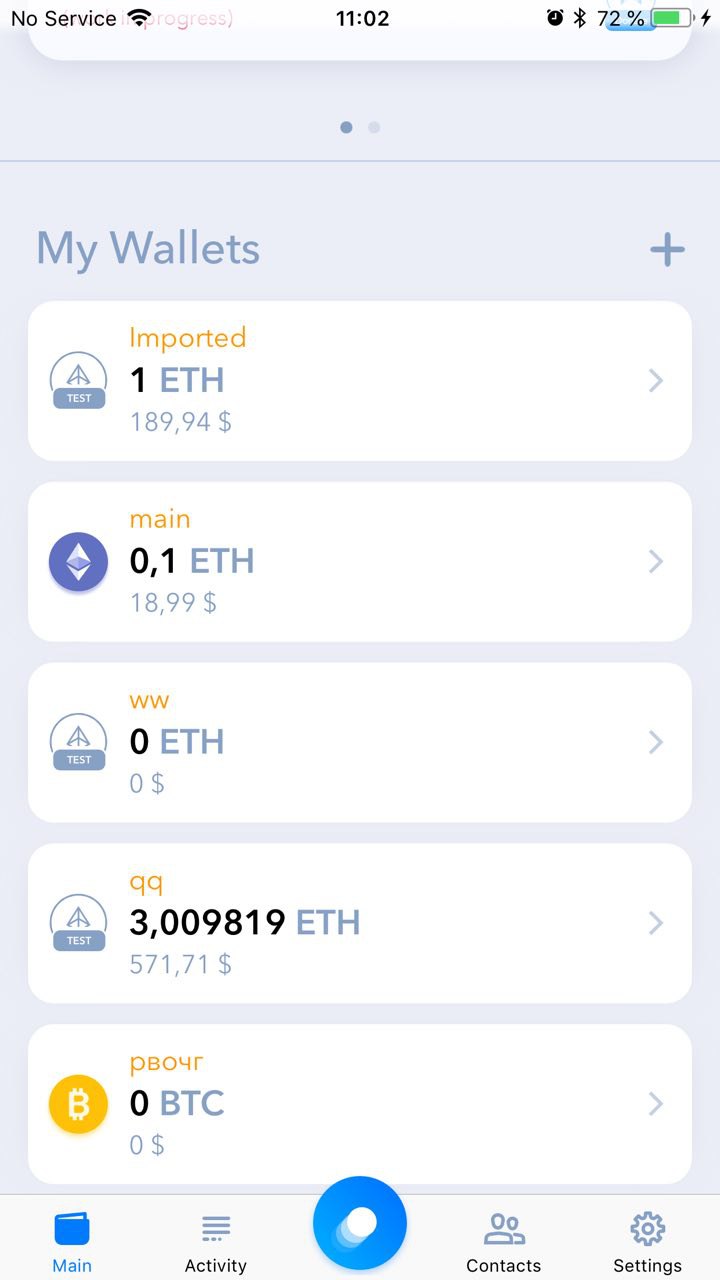 No Service 11:02 72 %
progress)
My Wallets
Imported
1 ETH
TEST
189,94 $
main
0,1 ETH
18,99 $
ww
0 ETH
TEST
0 $
qq
3,009819 ETH
TEST
571,71 $
рвочг
0 BTC
0 $
Main Activity Contacts Settings